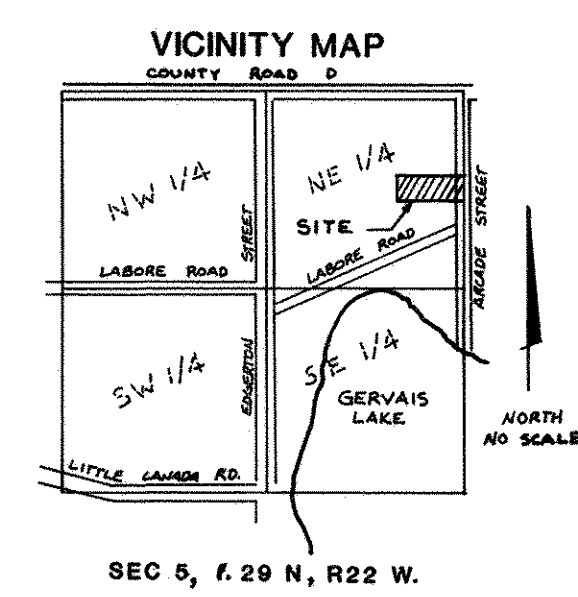 VICINITY MAP
COUNTY ROAD D
NW 1/4
NE 1/4
SITE
STREET
LABORE ROAD
ARCADE STREET
LABORE ROAD
SW 1/4
EDGERTON
SE 1/4
GERVAIS
LAKE
NORTH
NO SCALE
LITTLE CANADA RD.
SEC 5, T. 29 N, R22 W.